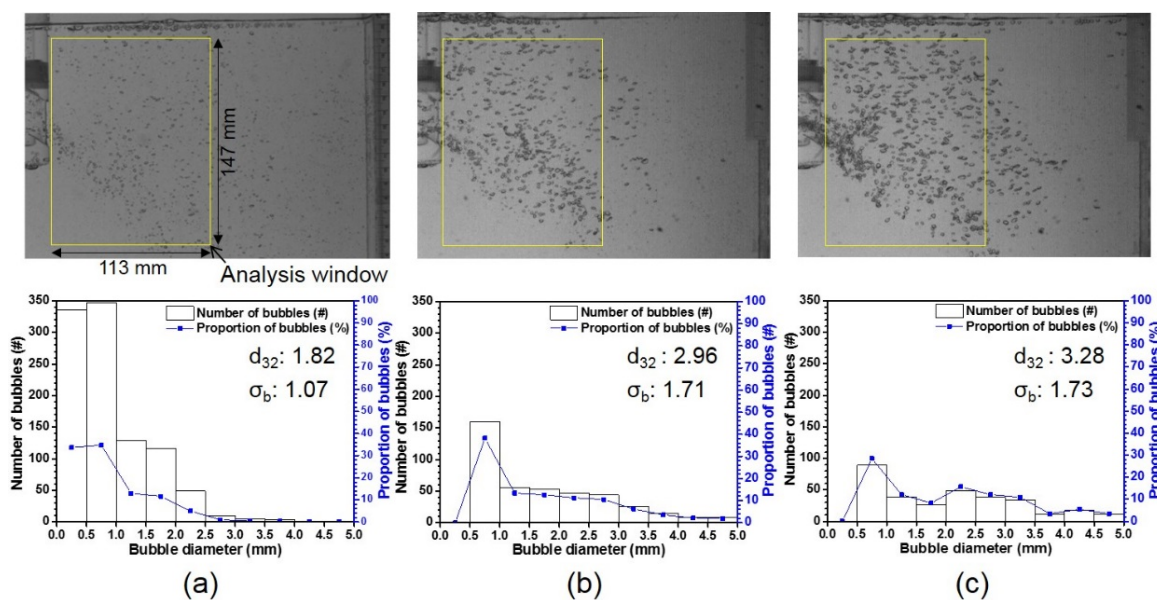 147 mm
113 mm
Analysis window
350
300
250
200
150
100
50
0
Number of bubbles (#)
Number of bubbles (#)
Proportion of bubbles (%)
d32: 1.82
σb: 1.07
100
90
80
70
60
50
40
30
20
10
0
Proportion of bubbles (%)
0.0 0.5 1.0 1.5 2.0 2.5 3.0 3.5 4.0 4.5 5.0
Bubble diameter (mm)
(a)
350
300
250
200
150
100
50
0
Number of bubbles (#)
Number of bubbles (#)
Proportion of bubbles (%)
d32 : 2.96
σb : 1.71
100
90
80
70
60
50
40
30
20
10
0
Proportion of bubbles (%)
0.0 0.5 1.0 1.5 2.0 2.5 3.0 3.5 4.0 4.5 5.0
Bubble diameter (mm)
(b)
350
300
250
200
150
100
50
0
Number of bubbles (#)
Number of bubbles (#)
Proportion of bubbles (%)
d32 : 3.28
σb : 1.73
100
90
80
70
60
50
40
30
20
10
0
Proportion of bubbles (%)
0.0 0.5 1.0 1.5 2.0 2.5 3.0 3.5 4.0 4.5 5.0
Bubble diameter (mm)
(c)